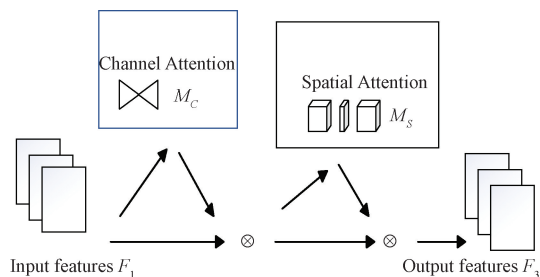 Channel Attention
M_C
Spatial Attention
M_S
⊗
⊗
Input features F_1
Output features F_3